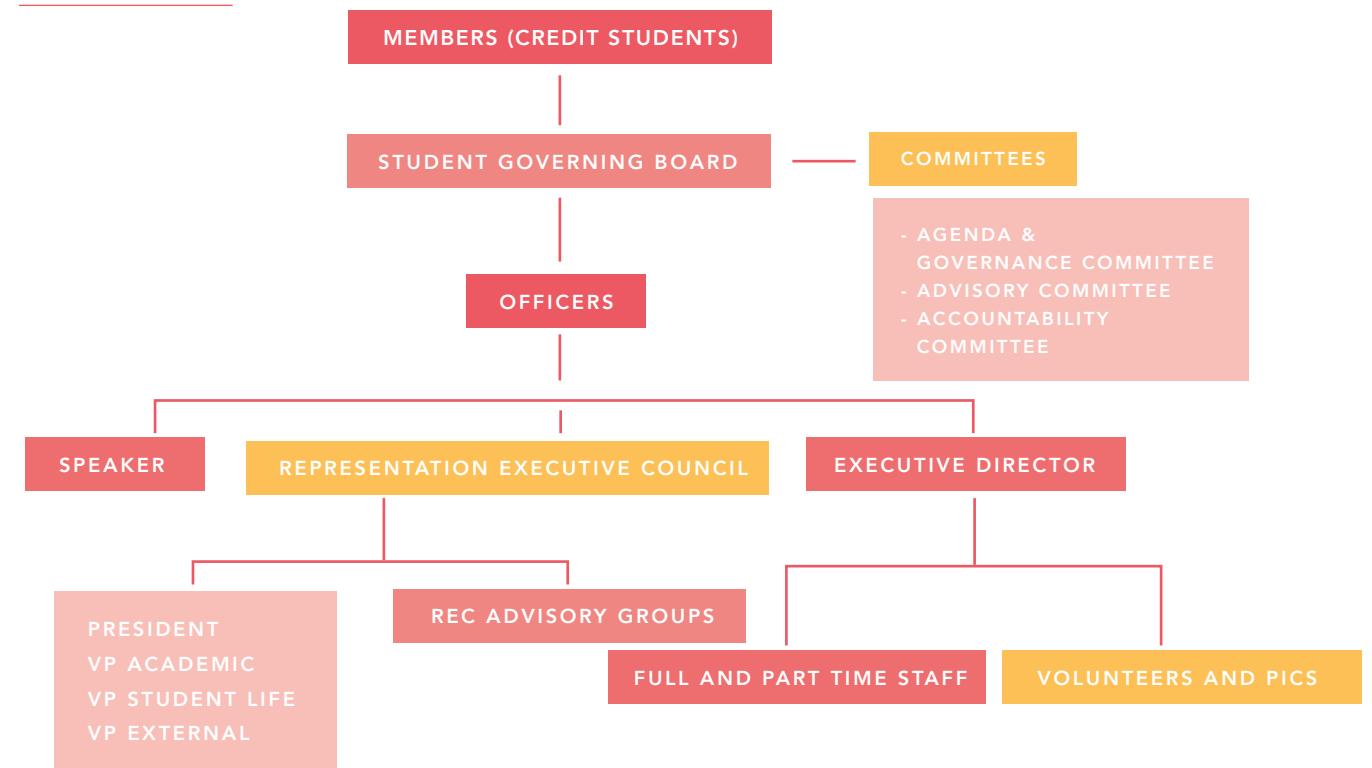 MEMBERS (CREDIT STUDENTS)
STUDENT GOVERNING BOARD
COMMITTEES
- AGENDA &
GOVERNANCE COMMITTEE
- ADVISORY COMMITTEE
- ACCOUNTABILITY
COMMITTEE
OFFICERS
SPEAKER
REPRESENTATION EXECUTIVE COUNCIL
EXECUTIVE DIRECTOR
PRESIDENT
VP ACADEMIC
VP STUDENT LIFE
VP EXTERNAL
REC ADVISORY GROUPS
FULL AND PART TIME STAFF
VOLUNTEERS AND PICS